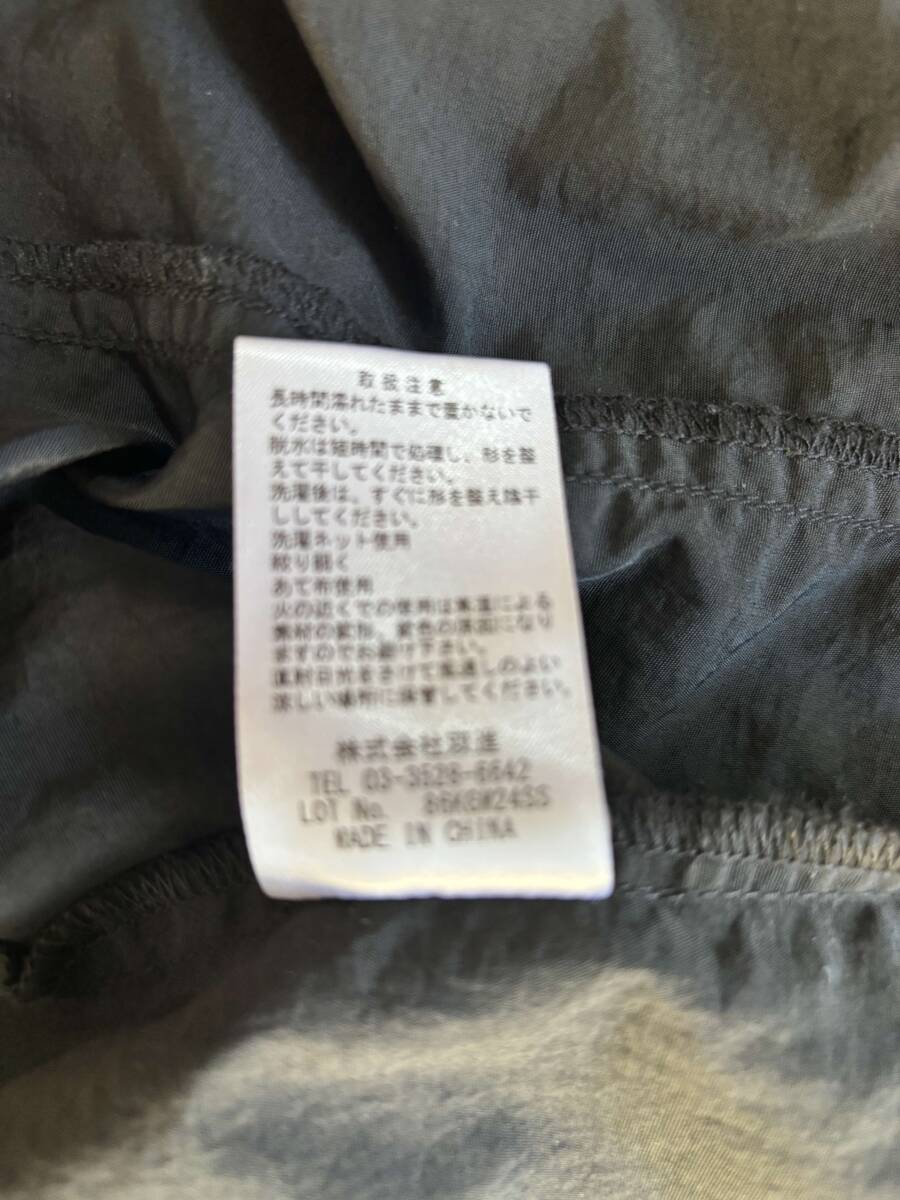 取扱注意
長時間濡れたままで置かないで
ください。
脱水は短時間で処理し、形を整
えて干してください。
洗濯後は、すぐに形を整え陰干
ししてください。
洗濯ネット使用
絞り弱く
あて布使用
火の近くでの使用は高温による
素材の変形、変色の原因になり
ますのでお避け下さい。
直射日光をさけて風通しのよい
涼しい場所に保管してください。
株式会社双進
TEL 03-3528-6642
LOT No. 86K6W24SS
MADE IN CHINA